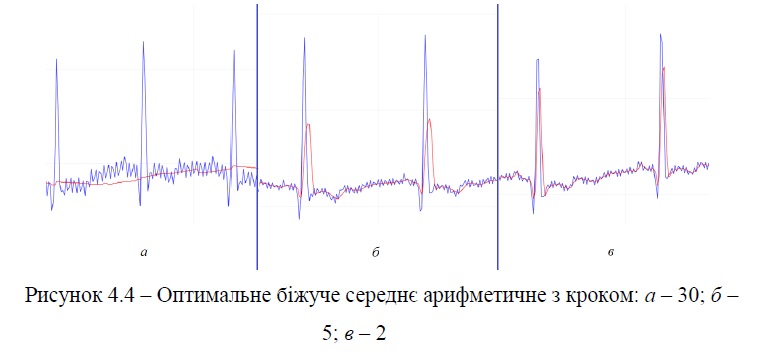 а б в
Рисунок 4.4 – Оптимальне біжуче середнє арифметичне з кроком: а – 30; б –
5; в – 2